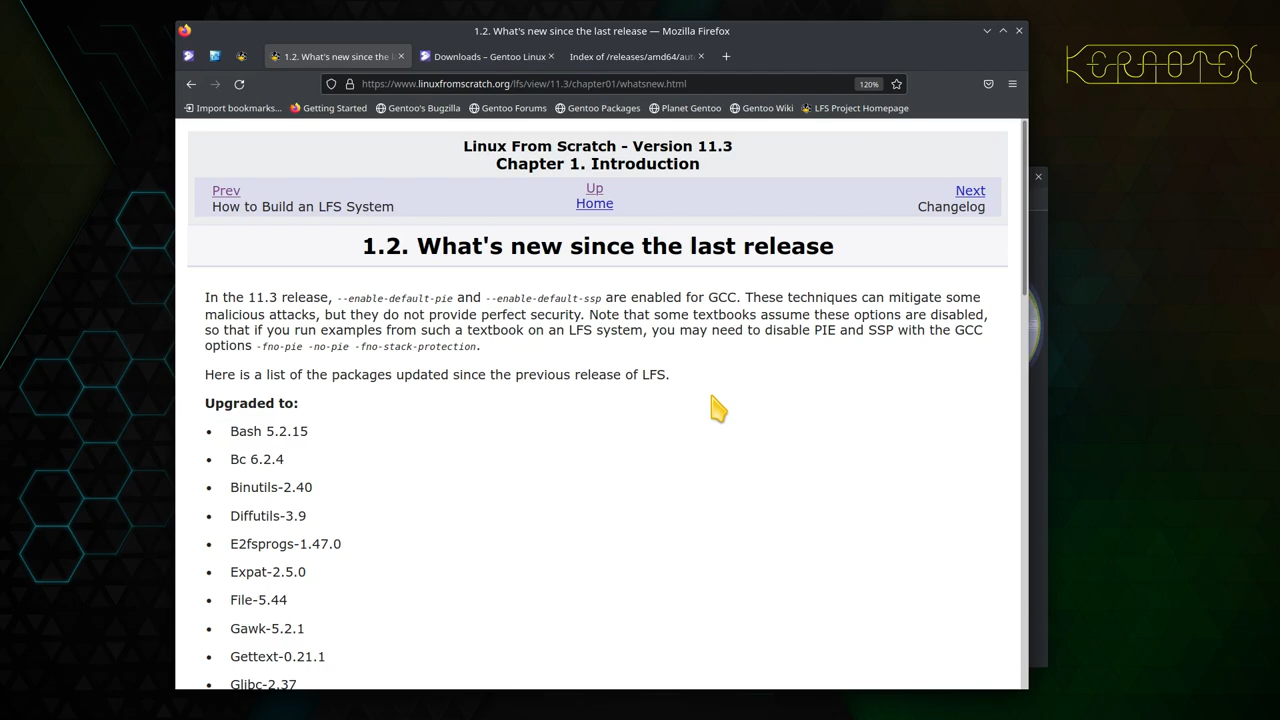 1.2. What's new since the last release — Mozilla Firefox
KERNOTEX
1.2. What's new since the l
Downloads – Gentoo Linux
Index of /releases/amd64/aut
https://www.linuxfromscratch.org/lfs/view/11.3/chapter01/whatsnew.html
120%
Import bookmarks...
Getting Started
Gentoo's Bugzilla
Gentoo Forums
Gentoo Packages
Planet Gentoo
Gentoo Wiki
LFS Project Homepage
Linux From Scratch - Version 11.3
Chapter 1. Introduction
Prev
Up
Next
How to Build an LFS System
Home
Changelog
1.2. What's new since the last release
In the 11.3 release, --enable-default-pie and --enable-default-ssp are enabled for GCC. These techniques can mitigate some
malicious attacks, but they do not provide perfect security. Note that some textbooks assume these options are disabled,
so that if you run examples from such a textbook on an LFS system, you may need to disable PIE and SSP with the GCC
options -fno-pie -no-pie -fno-stack-protection.
Here is a list of the packages updated since the previous release of LFS.
Upgraded to:
• Bash 5.2.15
• Bc 6.2.4
• Binutils-2.40
• Diffutils-3.9
• E2fsprogs-1.47.0
• Expat-2.5.0
• File-5.44
• Gawk-5.2.1
• Gettext-0.21.1
• Glibc-2.37